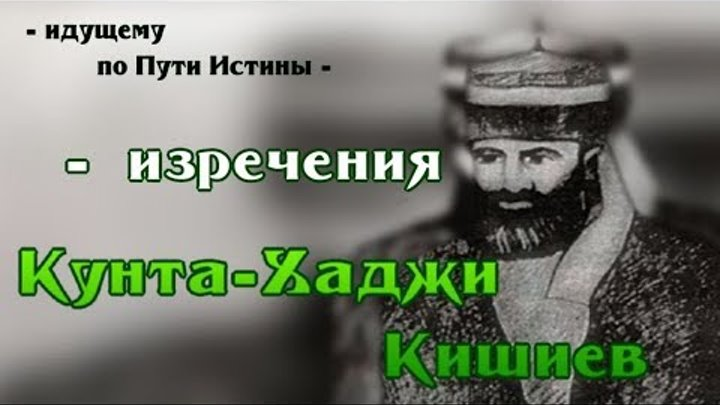 - идущему
по Пути Истины -
- изречения
Кунта-Хаджи
Кишиев